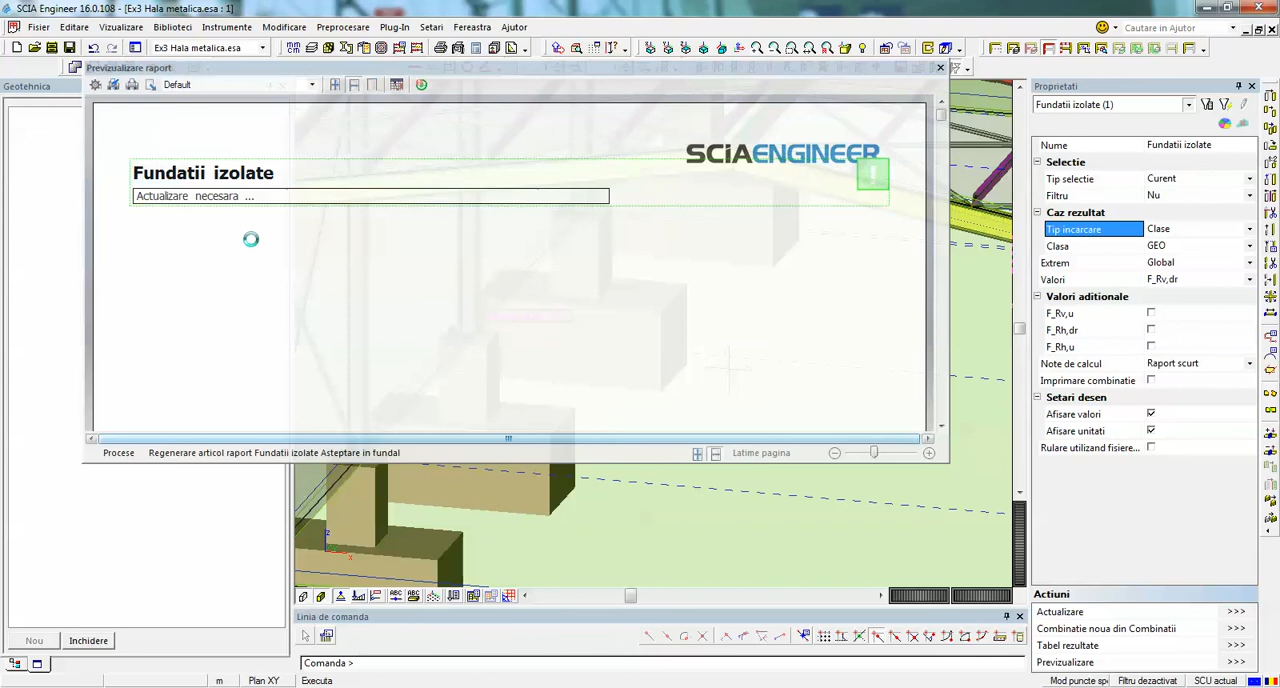 SCIA Engineer 16.0.108 - [Ex3 Hala metalica.esa : 1]
Fisier Editare Vizualizare Biblioteci Instrumente Modificare Preprocesare Plug-In Setari Fereastra Ajutor
Cautare in Ajutor
Ex3 Hala metalica.esa
Geotehnica
Previzualizare raport
Default
SCiAENGINEER
Fundatii izolate
Actualizare necesara ...
Procese Regenerare articol raport Fundatii izolate Asteptare in fundal
Latime pagina
Proprietati
Fundatii izolate (1)
Nume Fundatii izolate
Selectie
Tip selectie Curent
Filtru Nu
Caz rezultat
Tip incarcare Clase
Clasa GEO
Extrem Global
Valori F_Rv,dr
Valori aditionale
F_Rv,u
F_Rh,dr
F_Rh,u
Note de calcul Raport scurt
Imprimare combinatie
Setari desen
Afisare valori
Afisare unitati
Rulare utilizand fisiere...
Actiuni
Actualizare >>>
Combinatie noua din Combinatii >>>
Tabel rezultate >>>
Previzualizare >>>
z
x
Nou Inchidere
Linia de comanda
Comanda >
m Plan XY Executa
Mod puncte sp Filtru dezactivat SCU actual